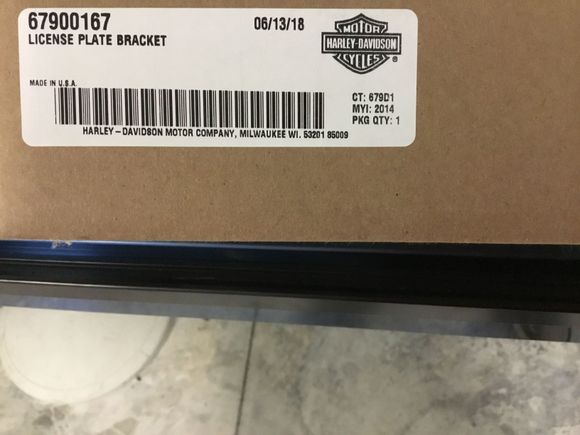 67900167 06/13/18
LICENSE PLATE BRACKET
MOTOR
HARLEY-DAVIDSON
CYCLES ®
MADE IN U.S.A.
CT: 679D1
MYI: 2014
PKG QTY: 1
HARLEY-DAVIDSON MOTOR COMPANY, MILWAUKEE WI. 53201 85009